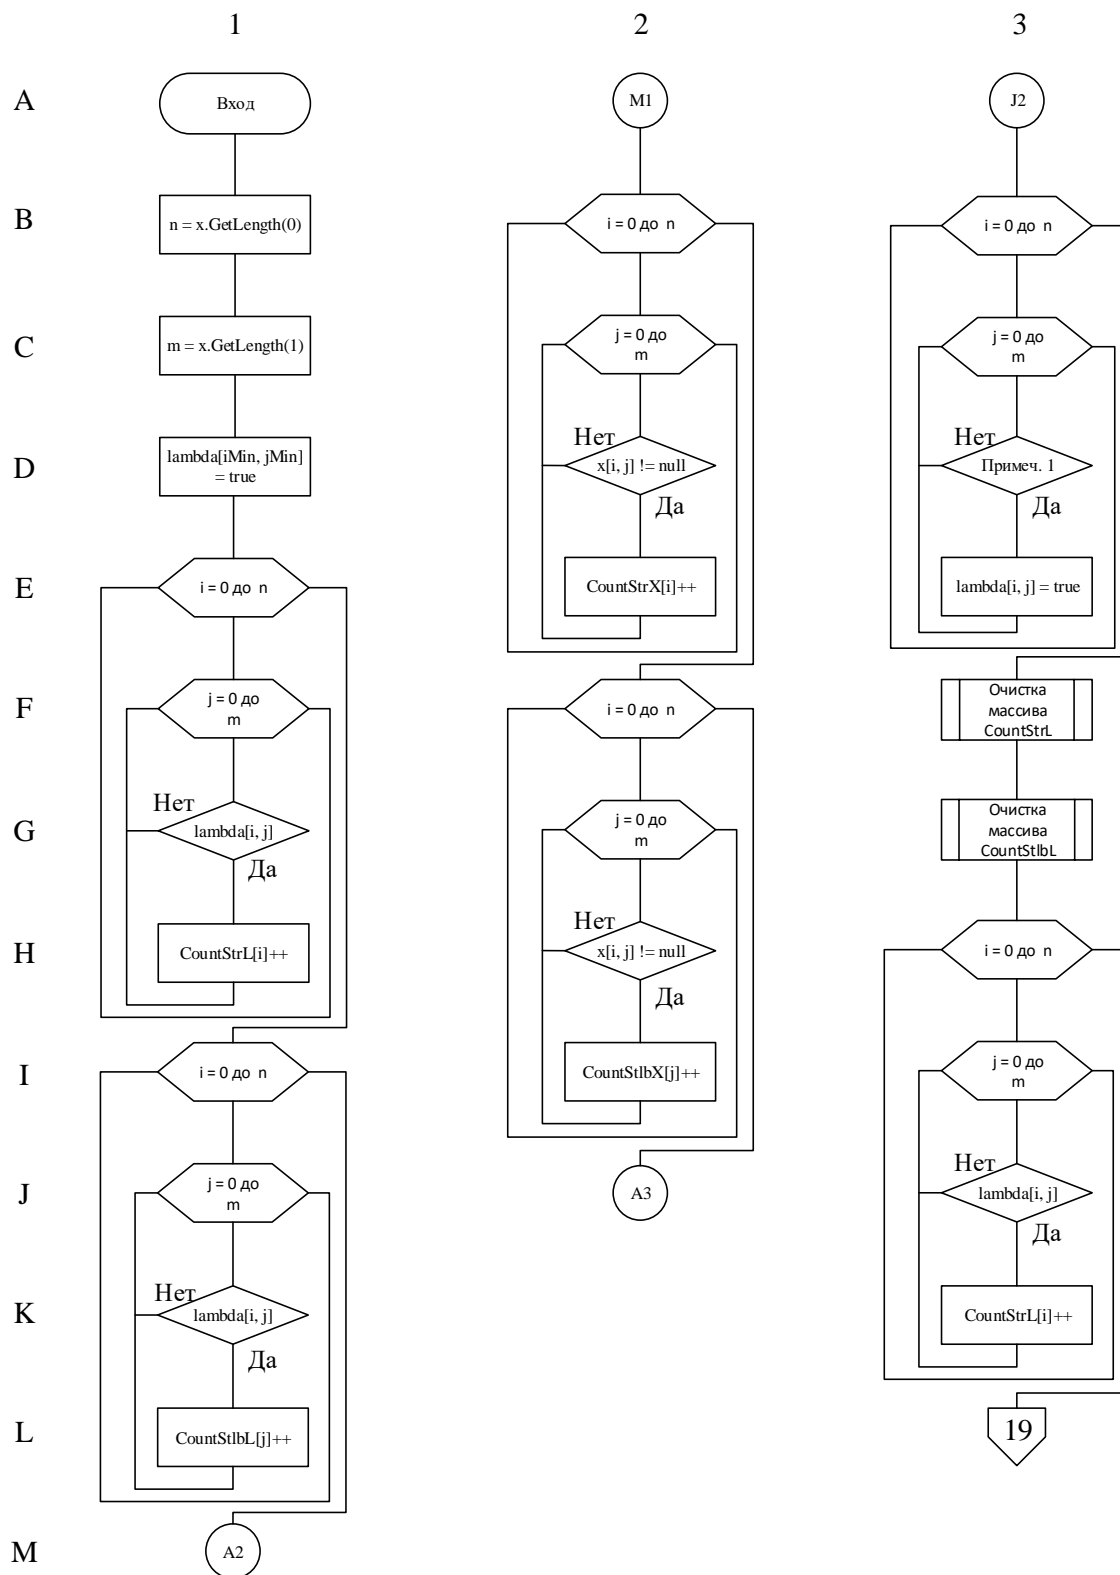 1
2
3
A
B
C
D
E
F
G
H
I
J
K
L
M
Вход
n = x.GetLength(0)
m = x.GetLength(1)
lambda[iMin, jMin]
= true
i = 0 до n
j = 0 до
m
Нет
lambda[i, j]
Да
CountStrL[i]++
i = 0 до n
j = 0 до
m
Нет
lambda[i, j]
Да
CountStlbL[j]++
A2
M1
i = 0 до n
j = 0 до
m
Нет
x[i, j] != null
Да
CountStrX[i]++
i = 0 до n
j = 0 до
m
Нет
x[i, j] != null
Да
CountStlbX[j]++
A3
J2
i = 0 до n
j = 0 до
m
Нет
Примеч. 1
Да
lambda[i, j] = true
Очистка
массива
CountStrL
Очистка
массива
CountStlbL
i = 0 до n
j = 0 до
m
Нет
lambda[i, j]
Да
CountStrL[i]++
19